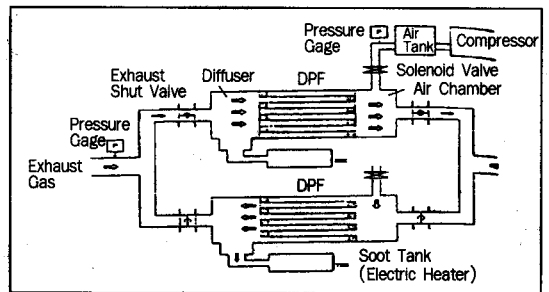 Pressure
Gage
P
Air
Tank
Compressor
Exhaust
Shut Valve
Diffuser
DPF
Solenoid Valve
Air Chamber
Pressure
Gage
P
Exhaust
Gas
DPF
Soot Tank
(Electric Heater)